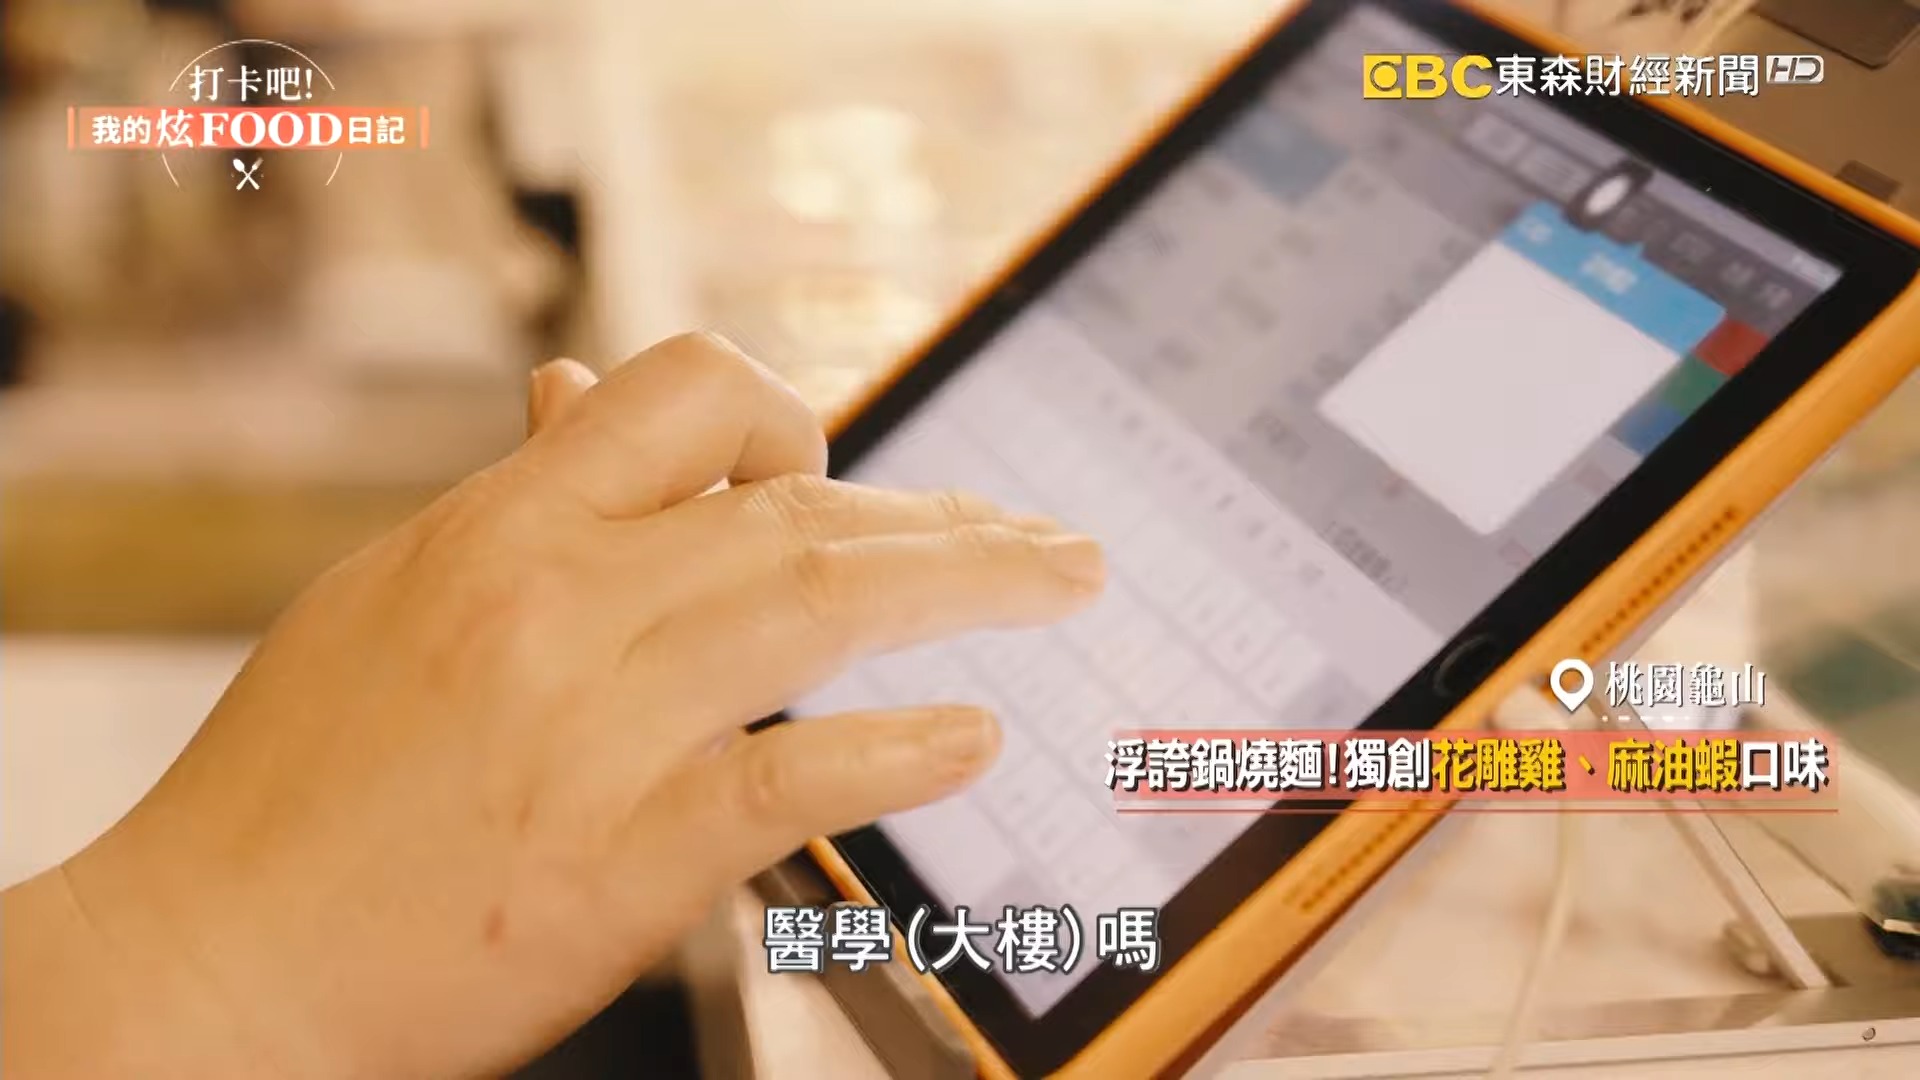 打卡吧!
我的炫FOOD日記
EBC東森財經新聞HD
桃園龜山
浮誇鍋燒麵!獨創花雕雞、麻油蝦口味
醫學(大樓)嗎